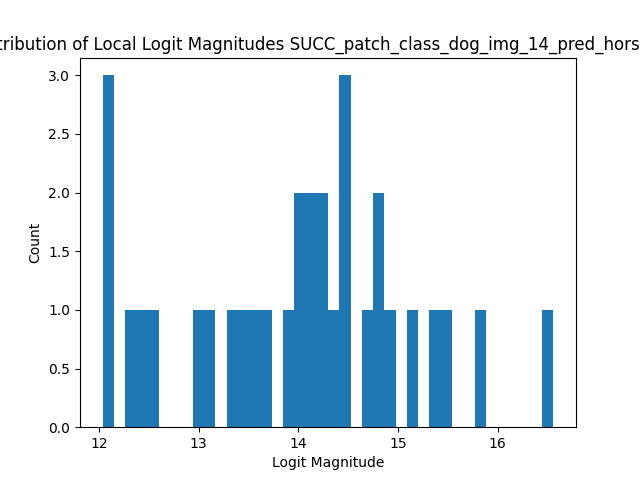 tribution of Local Logit Magnitudes SUCC_patch_class_dog_img_14_pred_hors
3.0
2.5
2.0
1.5
1.0
0.5
0.0
Count
12 13 14 15 16
Logit Magnitude